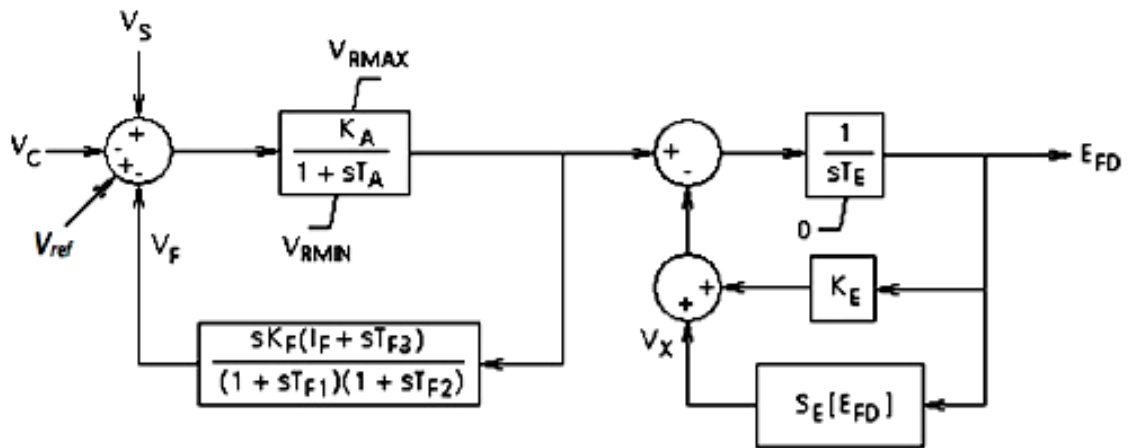 V_S
V_RMAX
V_C
+
-
+
-
V_ref
K_A
1 + sT_A
V_RMIN
V_F
sK_F(I_F + sT_F3)
(1 + sT_F1)(1 + sT_F2)
+
-
1
sT_E
0
E_FD
+
+
K_E
V_X
S_E[E_FD]